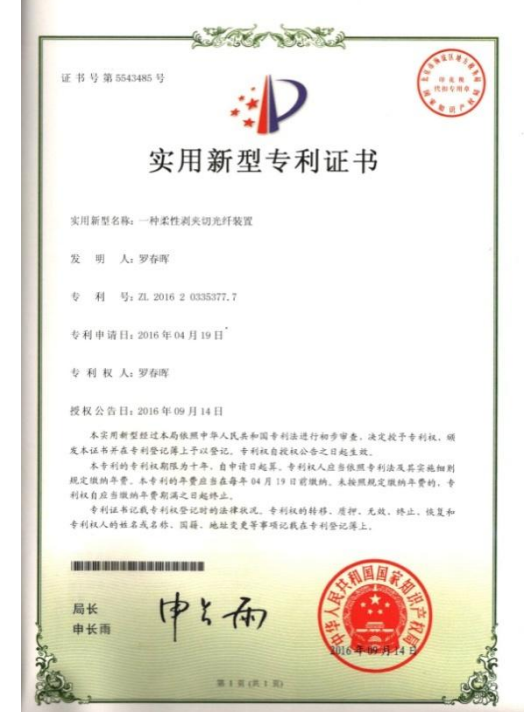 证书号第5543485号
实用新型专利证书
实用新型名称：一种柔性剥夹切光纤装置
发明人：罗春晖
专利号：ZL 2016 2 0335377.7
专利申请日：2016年04月19日
专利权人：罗春晖
授权公告日：2016年09月14日
本实用新型经过本局依照中华人民共和国专利法进行初步审查，决定授予专利权，颁
发本证书并在专利登记簿上予以登记。专利权自授权公告之日起生效。
本专利的专利权期限为十年，自申请日起算。专利权人应当依照专利法及其实施细则
规定缴纳年费。本专利的年费应当在每年04月19日前缴纳。未按照规定缴纳年费的，专
利权自应当缴纳年费期满之日起终止。
专利证书记载专利权登记时的法律状况。专利权的转移、质押、无效、终止、恢复和
专利权人的姓名或名称、国籍、地址变更等事项记载在专利登记簿上。
局长
申长雨
申长雨
中华人民共和国国家知识产权局
2016年09月14日
第1页(共1页)